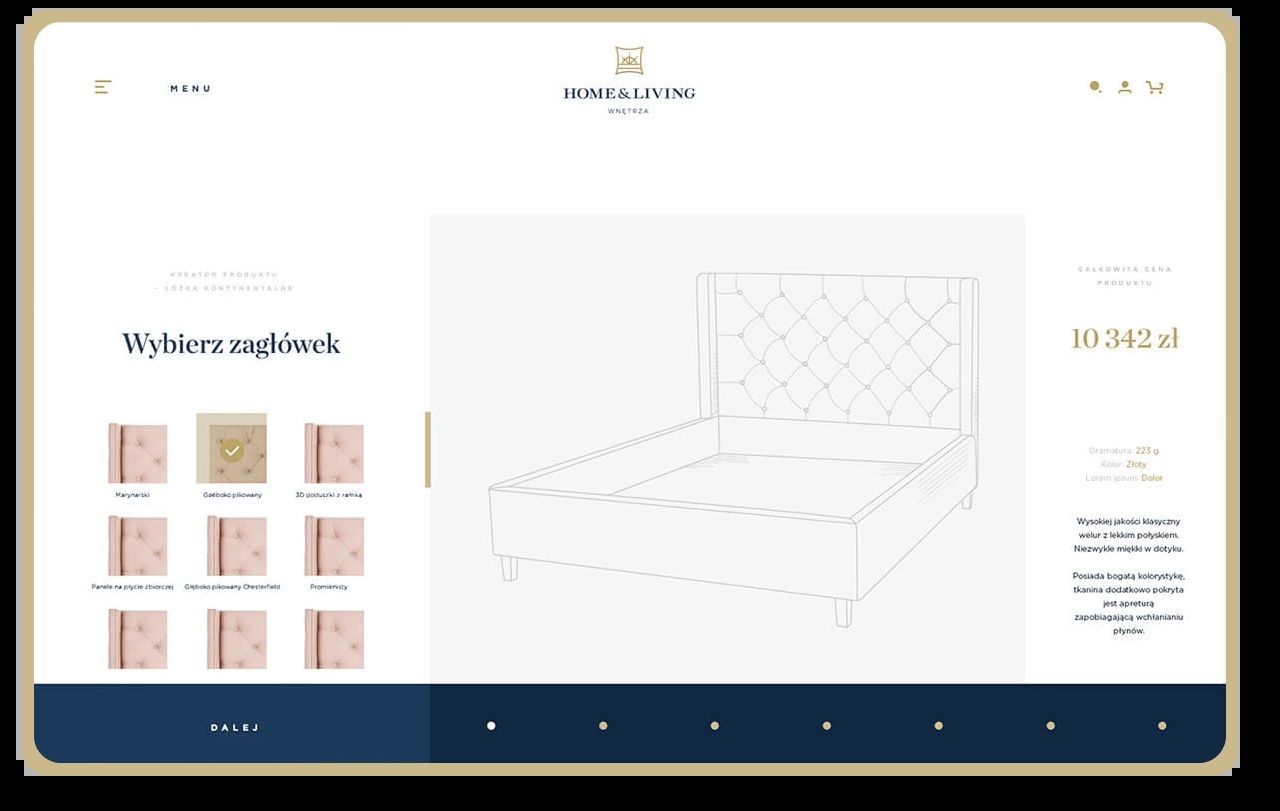 MENU
HOME & LIVING
WNĘTRZA
KREATOR PRODUKTU
– ŁÓŻKA KONTYNENTALNE
Wybierz zagłówek
Marynarski
Gzęboko pikowany
3D poduszki z ramką
Panele na płycie zbiorczej
Głęboko pikowany Chesterfield
Promienisty
CAŁKOWITA CENA
PRODUKTU
10 342 zł
Gramatura: 223 g
Kolor: Złoty
Lorem ipsum: Dolor
Wysokiej jakości klasyczny
welur z lekkim połyskiem.
Niezwykle miękki w dotyku.
Posiada bogatą kolorystykę,
tkanina dodatkowo pokryta
jest apreturą
zapobiagającą wchłanianiu
płynów.
DALEJ